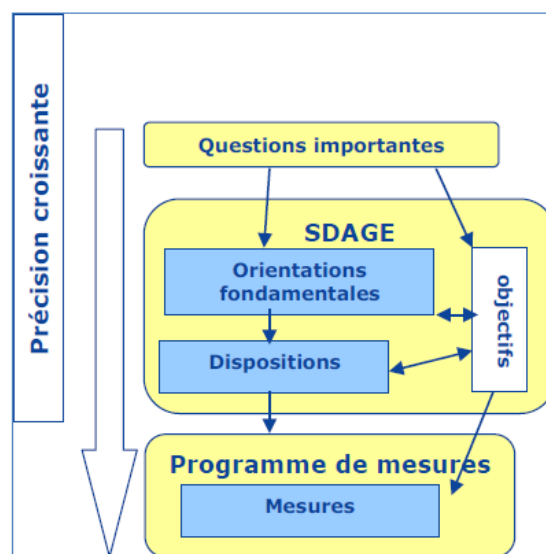 Précision croissante
Questions importantes
SDAGE
Orientations
fondamentales
objectifs
Dispositions
Programme de mesures
Mesures